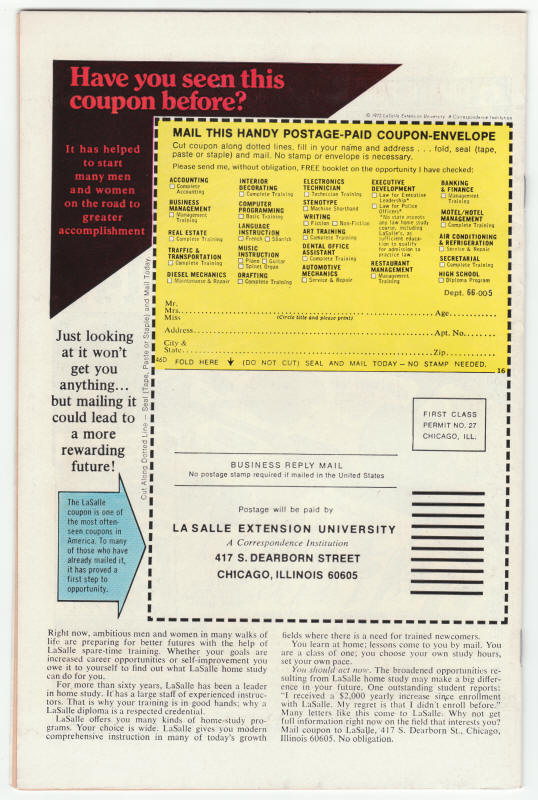 Have you seen this
coupon before?
© 1973 LaSalle Extension University A Correspondence Institution
It has helped
to start
many men
and women
on the road to
greater
accomplishment
MAIL THIS HANDY POSTAGE-PAID COUPON-ENVELOPE
Cut coupon along dotted lines, fill in your name and address . . . fold, seal (tape,
paste or staple) and mail. No stamp or envelope is necessary.
Please send me, without obligation, FREE booklet on the opportunity I have checked:
ACCOUNTING
Complete
Accounting
BUSINESS
MANAGEMENT
Management
Training
REAL ESTATE
Complete Training
TRAFFIC &
TRANSPORTATION
Complete Training
DIESEL MECHANICS
Maintenance & Repair
INTERIOR
DECORATING
Complete Training
COMPUTER
PROGRAMMING
Basic Training
LANGUAGE
INSTRUCTION
French Spanish
MUSIC
INSTRUCTION
Piano Guitar
Spinet Organ
DRAFTING
Complete Training
ELECTRONICS
TECHNICIAN
Technician Training
STENOTYPE
Machine Shorthand
WRITING
Fiction Non-Fiction
ART TRAINING
Complete Training
DENTAL OFFICE
ASSISTANT
Complete Training
AUTOMOTIVE
MECHANICS
Service & Repair
EXECUTIVE
DEVELOPMENT
Law for Executive
Leadership*
Law for Police
Officers*
*No state accepts
any law home study
course, including
LaSalle's, as
sufficient educa-
tion to qualify
for admission to
practice law.
RESTAURANT
MANAGEMENT
Management
Training
BANKING
& FINANCE
Management
Training
MOTEL/HOTEL
MANAGEMENT
Complete Training
AIR CONDITIONING
& REFRIGERATION
Service & Repair
SECRETARIAL
Complete Training
HIGH SCHOOL
Diploma Program
Dept. 66-005
Mr.
Mrs.
Miss
(Circle title and please print)
Age
Address
Apt. No.
City &
State
Zip
46D FOLD HERE (DO NOT CUT) SEAL AND MAIL TODAY – NO STAMP NEEDED. 16
Cut Along Dotted Line – Seal (Tape, Paste or Staple) and Mail Today.
Just looking
at it won't
get you
anything...
but mailing it
could lead to
a more
rewarding
future!
The LaSalle
coupon is one of
the most often-
seen coupons in
America. To many
of those who have
already mailed it,
it has proved a
first step to
opportunity.
FIRST CLASS
PERMIT NO. 27
CHICAGO, ILL.
BUSINESS REPLY MAIL
No postage stamp required if mailed in the United States
Postage will be paid by
LA SALLE EXTENSION UNIVERSITY
A Correspondence Institution
417 S. DEARBORN STREET
CHICAGO, ILLINOIS 60605
Right now, ambitious men and women in many walks of
life are preparing for better futures with the help of
LaSalle spare-time training. Whether your goals are
increased career opportunities or self-improvement you
owe it to yourself to find out what LaSalle home study
can do for you.
For more than sixty years, LaSalle has been a leader
in home study. It has a large staff of experienced instruc-
tors. That is why your training is in good hands; why a
LaSalle diploma is a respected credential.
LaSalle offers you many kinds of home-study pro-
grams. Your choice is wide. LaSalle gives you modern
comprehensive instruction in many of today's growth
fields where there is a need for trained newcomers.
You learn at home; lessons come to you by mail. You
are a class of one; you choose your own study hours,
set your own pace.
You should act now. The broadened opportunities re-
sulting from LaSalle home study may make a big differ-
ence in your future. One outstanding student reports:
"I received a $2,000 yearly increase since enrollment
with LaSalle. My regret is that I didn't enroll before."
Many letters like this come to LaSalle. Why not get
full information right now on the field that interests you?
Mail coupon to LaSalle, 417 S. Dearborn St., Chicago,
Illinois 60605. No obligation.